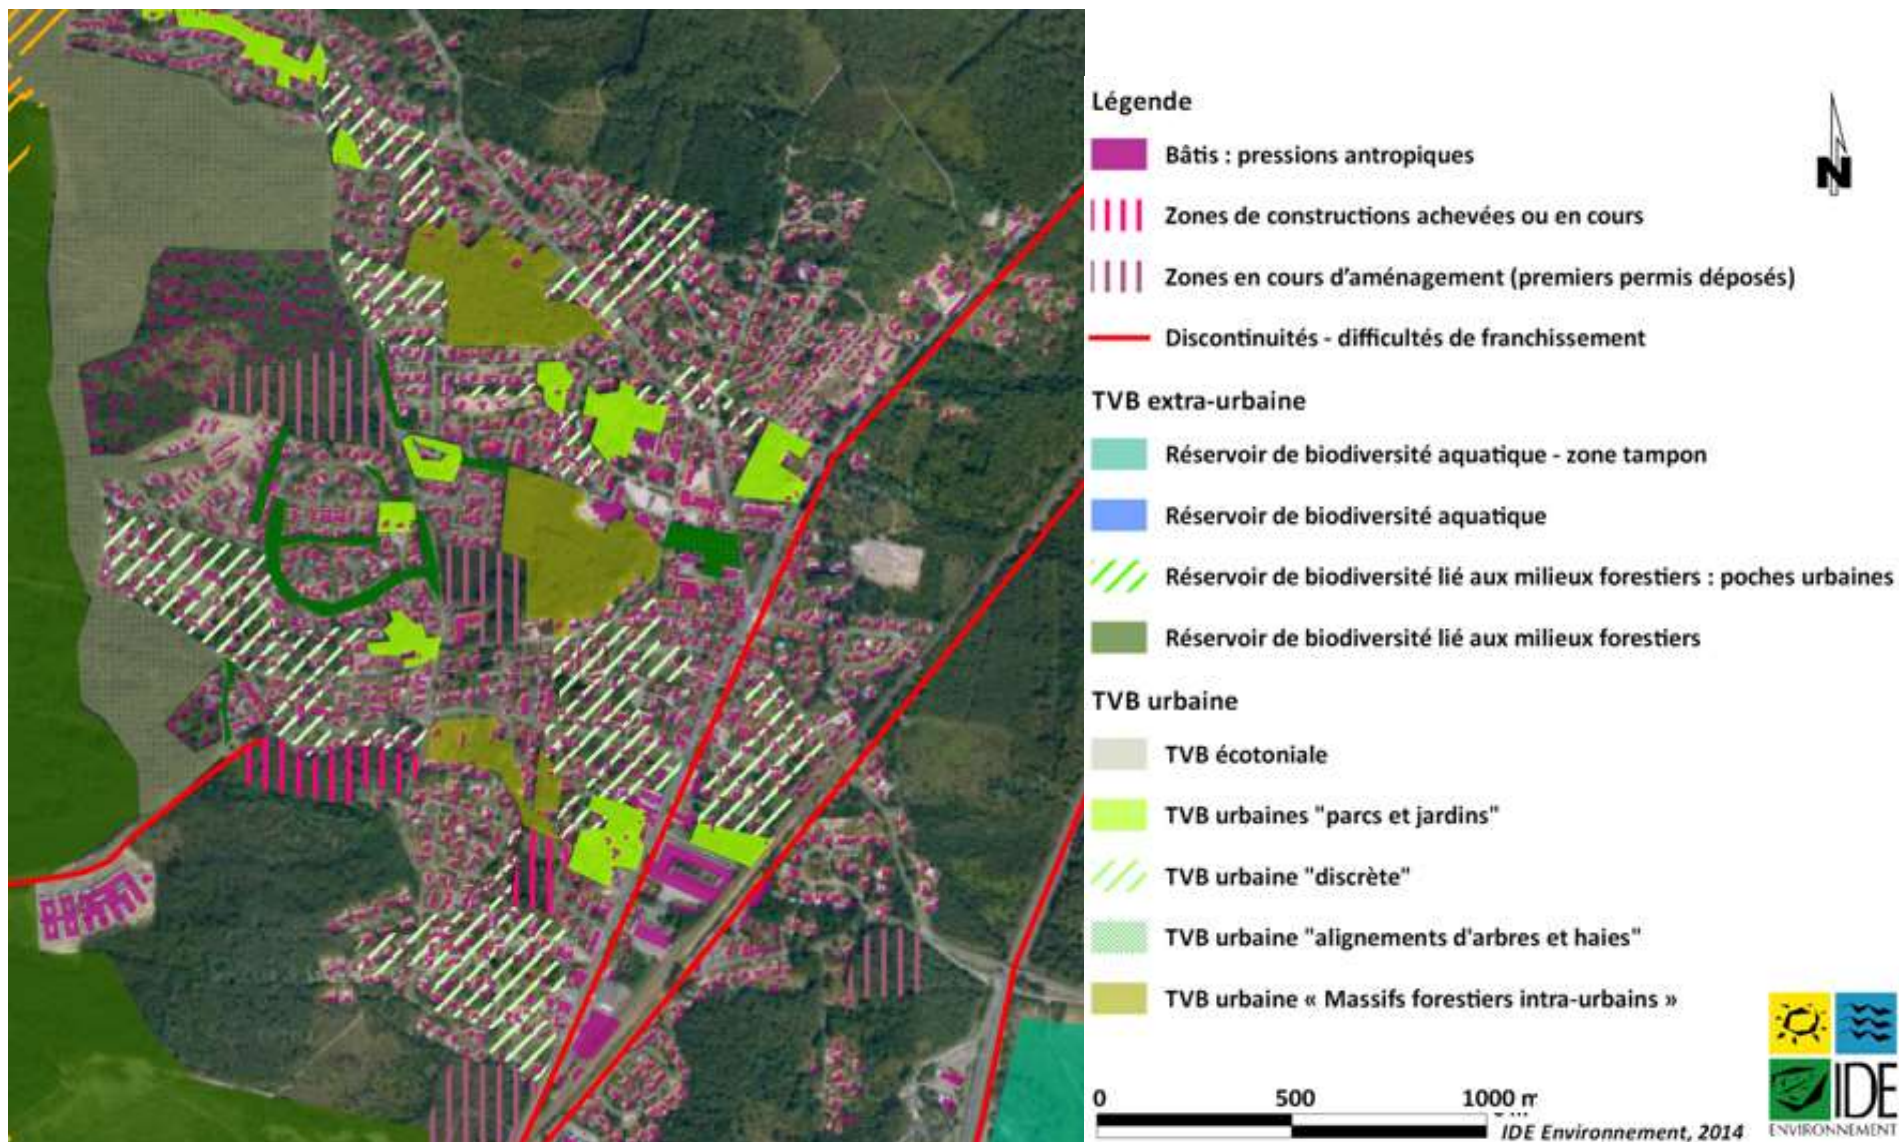 Légende
Bâtis : pressions antropiques
N
Zones de constructions achevées ou en cours
Zones en cours d'aménagement (premiers permis déposés)
Discontinuités - difficultés de franchissement
TVB extra-urbaine
Réservoir de biodiversité aquatique - zone tampon
Réservoir de biodiversité aquatique
Réservoir de biodiversité lié aux milieux forestiers : poches urbaines
Réservoir de biodiversité lié aux milieux forestiers
TVB urbaine
TVB écotoniale
TVB urbaines "parcs et jardins"
TVB urbaine "discrète"
TVB urbaine "alignements d'arbres et haies"
TVB urbaine « Massifs forestiers intra-urbains »
0 500 1000 m
IDE Environnement, 2014
IDE
ENVIRONNEMENT